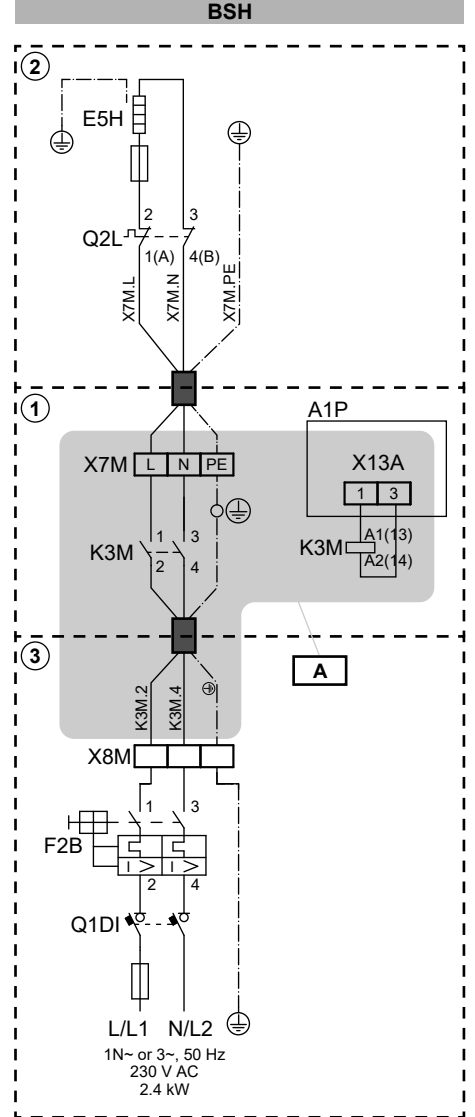 BSH
2
E5H
2 3
Q2L
1(A) 4(B)
X7M.L
X7M.N
X7M.PE
1
A1P
X7M L N PE
X13A
1 3
K3M 1 3
2 4
K3M A1(13)
A2(14)
3
A
K3M.2
K3M.4
X8M
1 3
F2B
I > I >
2 4
Q1DI
L/L1 N/L2
1N~ or 3~, 50 Hz
230 V AC
2.4 kW